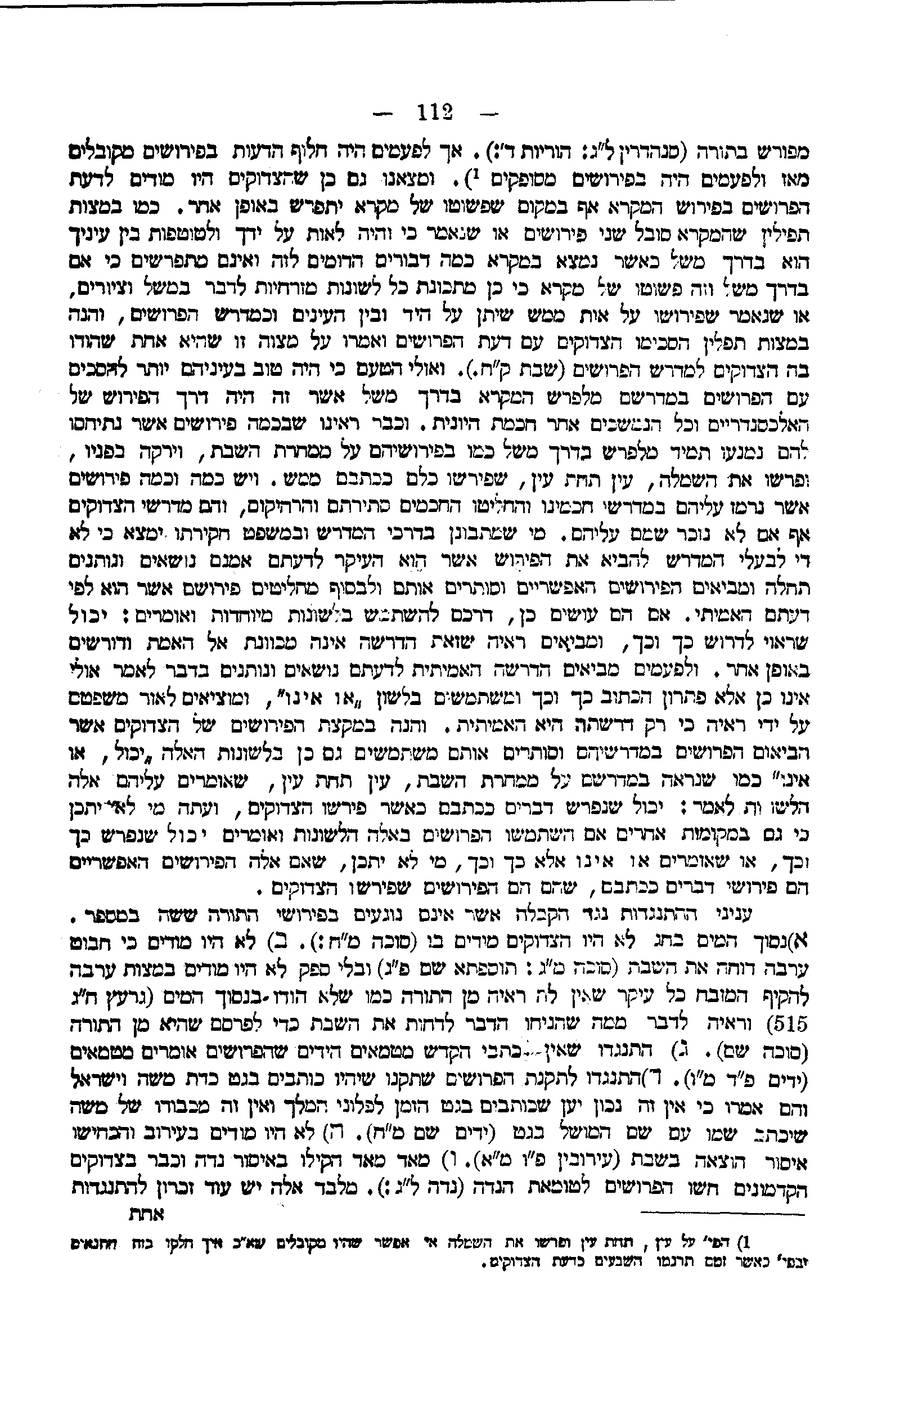 — 112 —
מפורש בתורה (סנהדרין ל"ג: הוריות ד':). אך לפעמים היה חלוף הדעות בפירושים מקובלים
מאז ולפעמים היה בפירושים מסופקים ¹). ומצאנו גם כן שהצדוקים היו מודים לדעת
הפרושים בפירוש המקרא אף במקום שפשוטו של מקרא יתפרש באופן אחר. כמו במצות
תפילין שהמקרא סובל שני פירושים או שנאמר כי והיה לאות על ידך ולטוטפות בין עיניך
הוא בדרך משל כאשר נמצא במקרא כמה דבורים הדומים לזה ואינם מתפרשים כי אם
בדרך משל וזה פשוטו של מקרא כי כן מתכונת כל לשונות מזרחיות לדבר במשל וציורים,
או שנאמר שפירושו על אות ממש שיתן על היד ובין העינים וכמדרש הפרושים, והנה
במצות תפלין הסכימו הצדוקים עם דעת הפרושים ואמרו על מצוה זו שהיא אחת שהודו
בה הצדוקים למדרש הפרושים (שבת ק"ח.). ואולי הטעם כי היה טוב בעיניהם יותר להסכים
עם הפרושים במדרשם מלפרש המקרא בדרך משל אשר זה היה דרך הפירוש של
האלכסנדריים וכל הנמשכים אחר חכמת היונית. וכבר ראינו שבכמה פירושים אשר נתיחסו
להם נמנעו תמיד מלפרש בדרך משל כמו בפירושיהם על ממחרת השבת, וירקה בפניו,
ופרשו את השמלה, עין תחת עין, שפירשו כלם ככתבם ממש. ויש כמה וכמה פירושים
אשר נרמז עליהם במדרשי חכמינו והחליטו החכמים סתירתם והרחיקום, והם מדרשי הצדוקים
אף אם לא נזכר שמם עליהם. מי שמתבונן בדרכי המדרש ובמשפט חקירתו ימצא כי לא
די לבעלי המדרש להביא את הפירוש אשר הוא העיקר לדעתם אמנם נושאים ונותנים
תחלה ומביאים הפירושים האפשריים וסותרים אותם ולבסוף מחליטים פירושם אשר הוא לפי
דעתם האמיתי. אם הם עושים כן, דרכם להשתמש בלשונות מיוחדות ואומרים: יכול
שראוי לדרוש כך וכך, ומביאים ראיה שזאת הדרשה אינה מכוונת אל האמת ודורשים
באופן אחר. ולפעמים מביאים הדרשה האמיתית לדעתם נושאים ונותנים בדבר לאמר אולי
אינו כן אלא פתרון הכתוב כך וכך ומשתמשים בלשון „או אינו", ומוציאים לאור משפטם
על ידי ראיה כי רק דרשתה היא האמיתית. והנה במקצת הפירושים של הצדוקים אשר
הביאום הפרושים במדרשיהם וסותרים אותם משתמשים גם כן בלשונות האלה „יכול, או
אינו" כמו שנראה במדרשם על ממחרת השבת, עין תחת עין, שאומרים עליהם אלה
הלשונות לאמר: יכול שנפרש דברים ככתבם כאשר פירשו הצדוקים, ועתה מי לא יתכן
כי גם במקומות אחרים אם השתמשו הפרושים באלה הלשונות ואומרים יכול שנפרש כך
וכך, או שאומרים או אינו אלא כך וכך, מי לא יתכן, שאם אלה הפירושים האפשריים
הם פירושי דברים ככתבם, שהם הם הפירושים שפירשו הצדוקים.
עניני ההתנגדות נגד הקבלה אשר אינם נוגעים בפירושי התורה ששה במספר.
א)נסוך המים בחג לא היו הצדוקים מידים בו (סוכה מ"ח:). ב) לא היו מודים כי חבוט
ערבה דוחה את השבת (סוכה מ"ג: תוספתא שם פ"ג) ובלי ספק לא היו מודים במצות ערבה
להקיף המזבח כל עיקר שאין לה ראיה מן התורה כמו שלא הודו בנסוך המים (גרעץ ח"ג
515) וראיה לדבר ממה שהניחו הדבר לדחות את השבת כדי לפרסם שהיא מן התורה
(סוכה שם). ג) התנגדו שאין כתבי הקדש מטמאים הידים שהפרושים אומרים מטמאים
(ידים פ"ד מ"ו). ד)התנגדו לתקנת הפרושים שתקנו שיהיו כותבים בגט כדת משה וישראל
והם אמרו כי אין זה נכון יען שכותבים בגט הזמן לפלוני המלך ואין זה מכבודו של משה
שיכתב שמו עם שם המושל בגט (ידים שם מ"ח). ה) לא היו מודים בעירוב והכחישו
איסור הוצאה בשבת (עירובין פ"ו מ"א). ו) מאד מאד הקילו באיסור נדה וכבר בצדוקים
הקדמונים חשו הפרושים לטומאת הנדה (נדה ל"ג:). מלבד אלה יש עוד זכרון להתנגדות
אחת
1) הפי' על עין, תחת עין ופרשו את השמלה אי אפשר שהיו מקובלים שא"כ איך חלקו בזה התנאים
ובפי' כאשר זמם תרגמו השבעים כדעת הצדוקים.